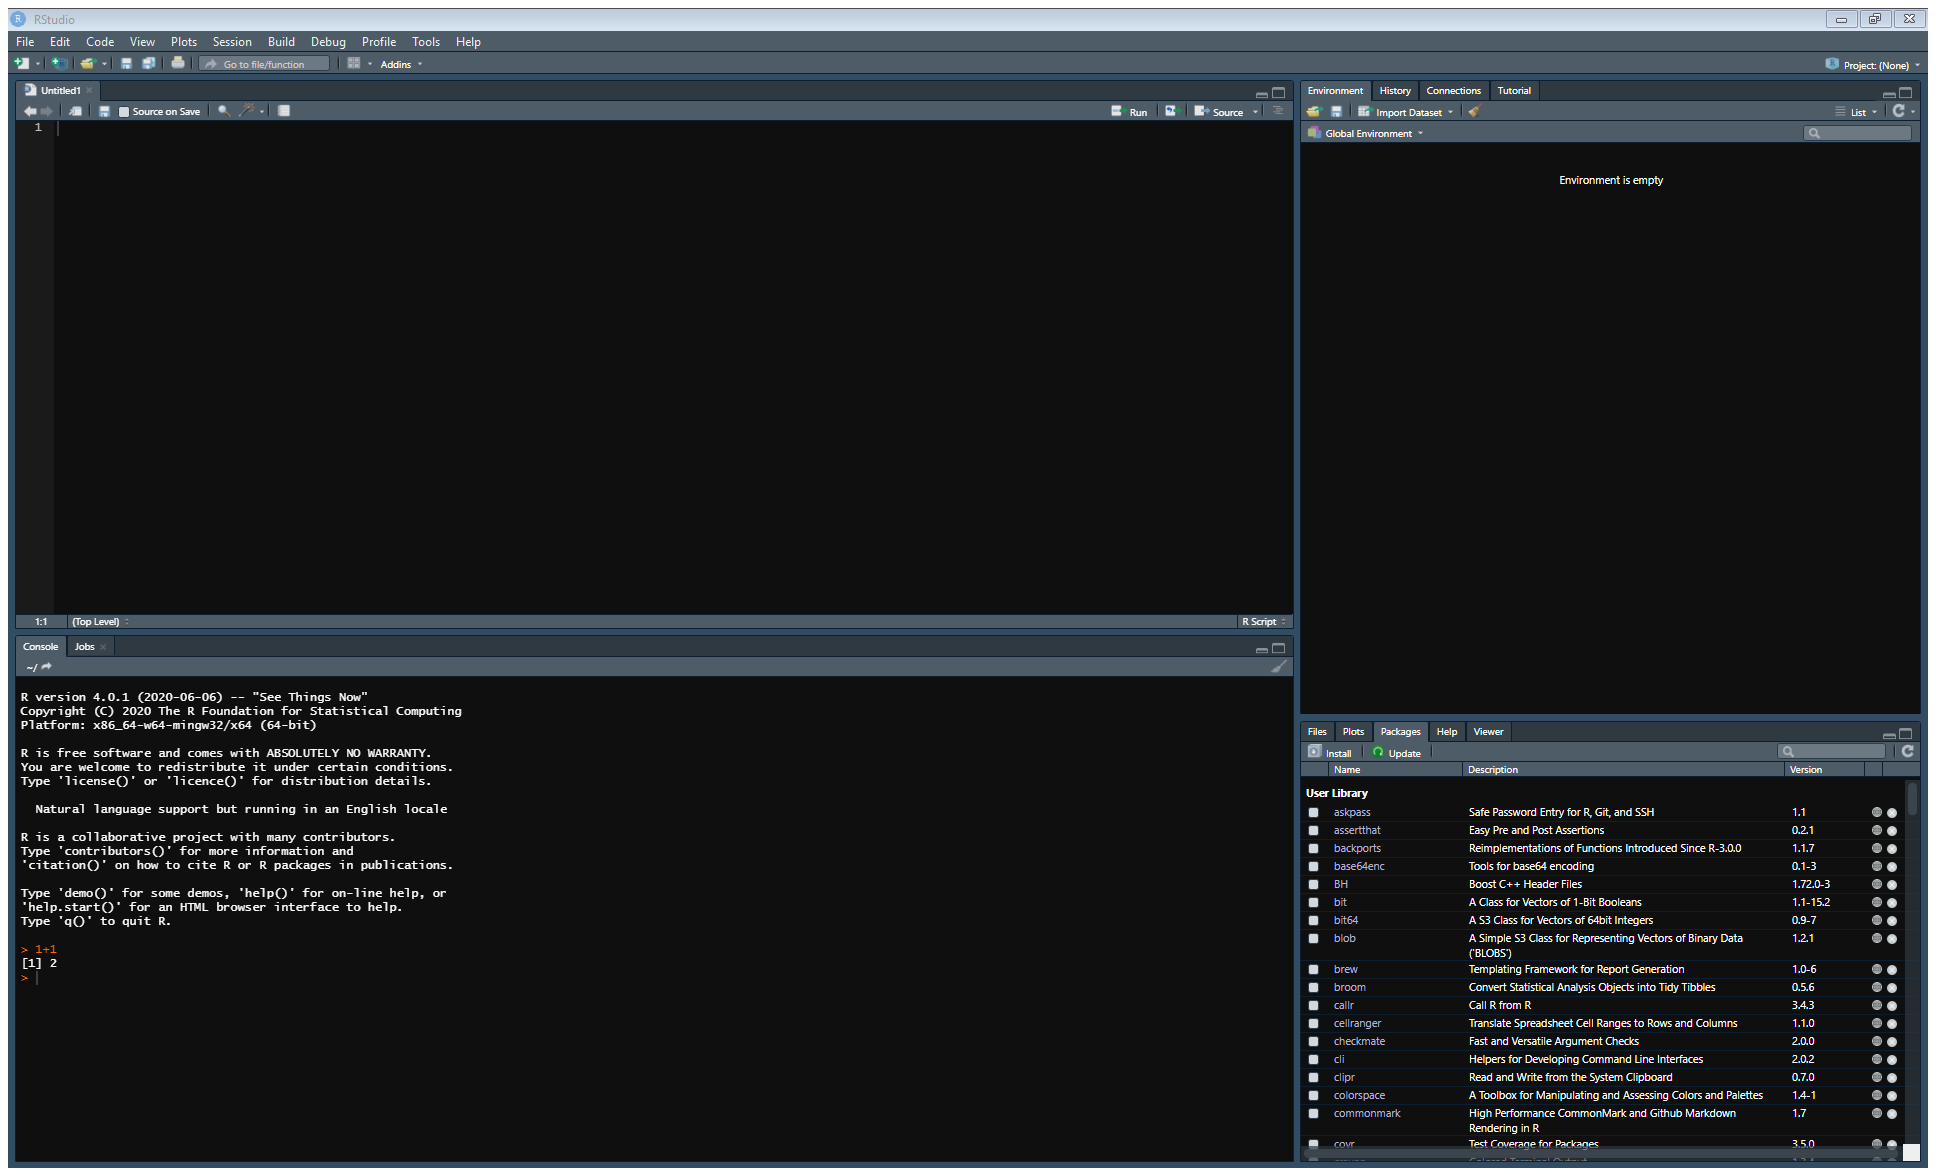 RStudio
File Edit Code View Plots Session Build Debug Profile Tools Help
Go to file/function Addins Project: (None)
Untitled1
Source on Save Run Source
1
1:1 (Top Level) R Script
Console Jobs
~/
R version 4.0.1 (2020-06-06) -- "See Things Now"
Copyright (C) 2020 The R Foundation for Statistical Computing
Platform: x86_64-w64-mingw32/x64 (64-bit)
R is free software and comes with ABSOLUTELY NO WARRANTY.
You are welcome to redistribute it under certain conditions.
Type 'license()' or 'licence()' for distribution details.
Natural language support but running in an English locale
R is a collaborative project with many contributors.
Type 'contributors()' for more information and
'citation()' on how to cite R or R packages in publications.
Type 'demo()' for some demos, 'help()' for on-line help, or
'help.start()' for an HTML browser interface to help.
Type 'q()' to quit R.
> 1+1
[1] 2
>
Environment History Connections Tutorial
Import Dataset List
Global Environment
Environment is empty
Files Plots Packages Help Viewer
Install Update
Name Description Version
User Library
askpass Safe Password Entry for R, Git, and SSH 1.1
assertthat Easy Pre and Post Assertions 0.2.1
backports Reimplementations of Functions Introduced Since R-3.0.0 1.1.7
base64enc Tools for base64 encoding 0.1-3
BH Boost C++ Header Files 1.72.0-3
bit A Class for Vectors of 1-Bit Booleans 1.1-15.2
bit64 A S3 Class for Vectors of 64bit Integers 0.9-7
blob A Simple S3 Class for Representing Vectors of Binary Data 1.2.1
('BLOBS')
brew Templating Framework for Report Generation 1.0-6
broom Convert Statistical Analysis Objects into Tidy Tibbles 0.5.6
callr Call R from R 3.4.3
cellranger Translate Spreadsheet Cell Ranges to Rows and Columns 1.1.0
checkmate Fast and Versatile Argument Checks 2.0.0
cli Helpers for Developing Command Line Interfaces 2.0.2
clipr Read and Write from the System Clipboard 0.7.0
colorspace A Toolbox for Manipulating and Assessing Colors and Palettes 1.4-1
commonmark High Performance CommonMark and Github Markdown 1.7
Rendering in R
covr Test Coverage for Packages 3.5.0